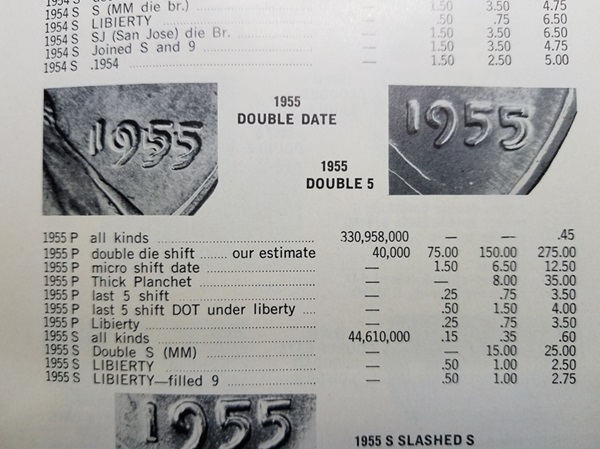 1954 S S (MM die br.) ........ .50 3.50 4.75
1954 S LIBIERTY ........ — .50 .75 6.50
1954 S SJ (San Jose) die Br. ........ — 1.50 3.50 6.50
1954 S Joined S and 9 ........ — 1.50 3.50 4.75
1954 S .1954 ........ — 1.50 2.50 5.00
1955
1955
1955
DOUBLE DATE
1955
DOUBLE 5
1955 P all kinds ........ 330,958,000 — — .45
1955 P double die shift ........ our estimate 40,000 75.00 150.00 275.00
1955 P micro shift date ........ — 1.50 6.50 12.50
1955 P Thick Planchet ........ — — 8.00 35.00
1955 P last 5 shift ........ — .25 .75 3.50
1955 P last 5 shift DOT under liberty .... — .50 1.50 4.00
1955 P Libierty ........ — .25 .75 3.50
1955 S all kinds ........ 44,610,000 .15 .35 .60
1955 S Double S (MM) ........ — — 15.00 25.00
1955 S LIBIERTY ........ — .50 1.00 2.50
1955 S LIBIERTY—filled 9 ........ — .50 1.00 2.75
1955
1955 S SLASHED S